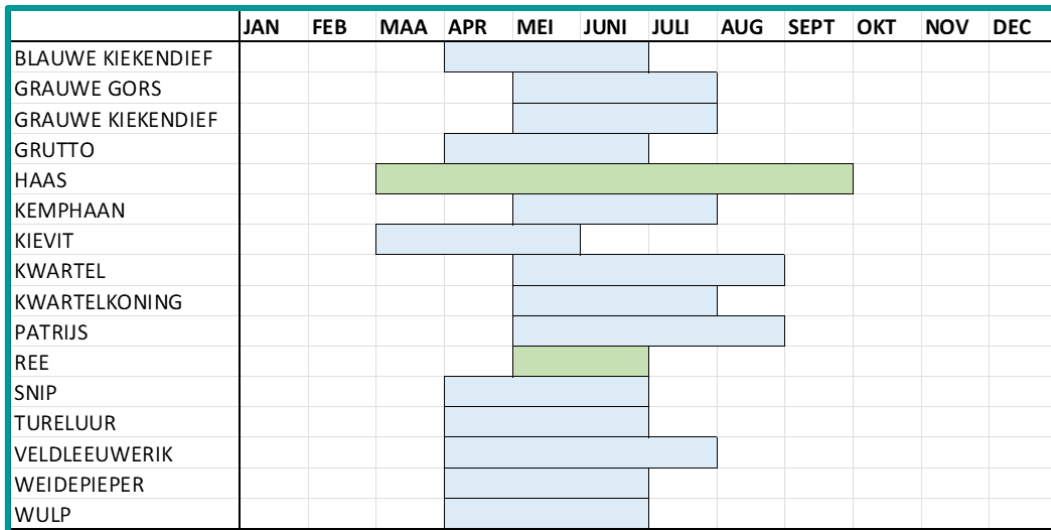 JAN FEB MAA APR MEI JUNI JULI AUG SEPT OKT NOV DEC
BLAUWE KIEKENDIEF
GRAUWE GORS
GRAUWE KIEKENDIEF
GRUTTO
HAAS
KEMPHAAN
KIEVIT
KWARTEL
KWARTELKONING
PATRIJS
REE
SNIP
TURELUUR
VELDLEEUWERIK
WEIDEPIEPER
WULP